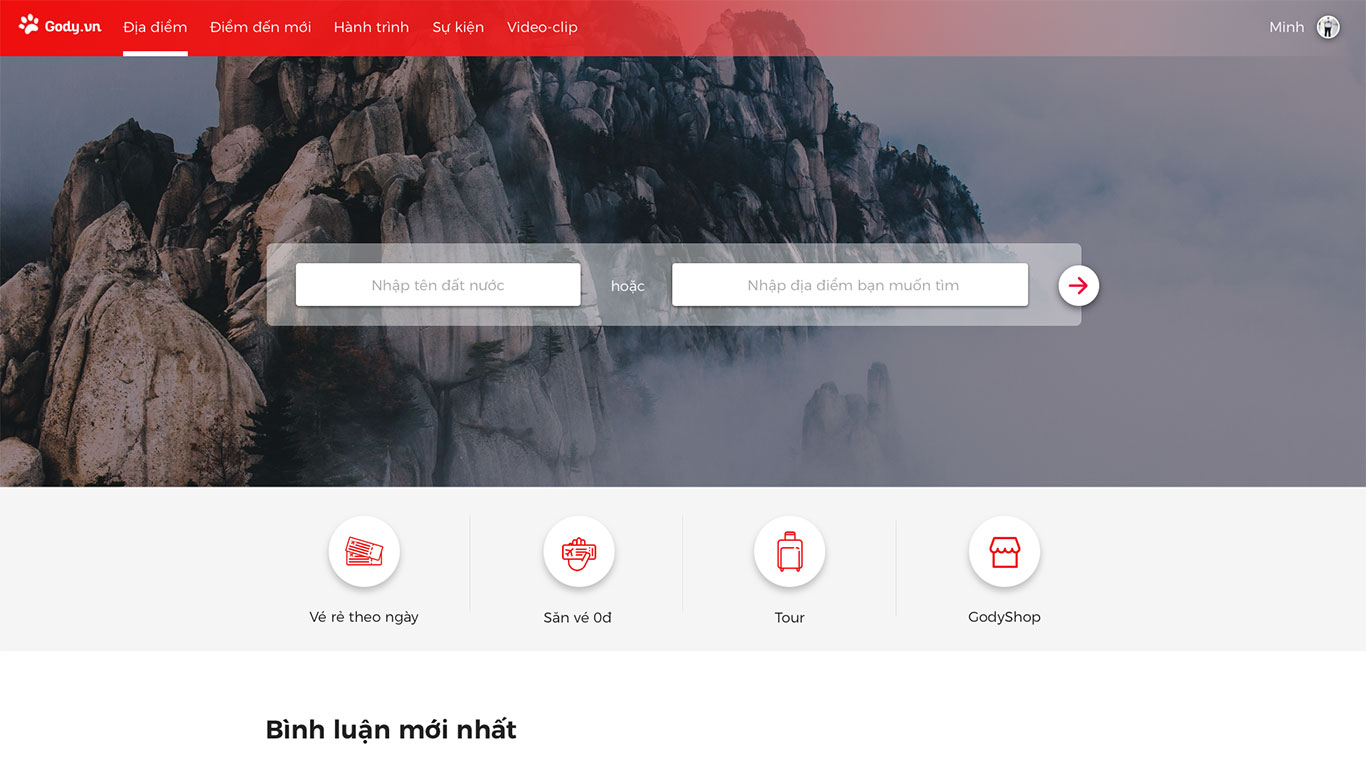 Gody.vn Địa điểm Điểm đến mới Hành trình Sự kiện Video-clip Minh
Nhập tên đất nước hoặc Nhập địa điểm bạn muốn tìm
Vé rẻ theo ngày Săn vé 0đ Tour GodyShop
Bình luận mới nhất